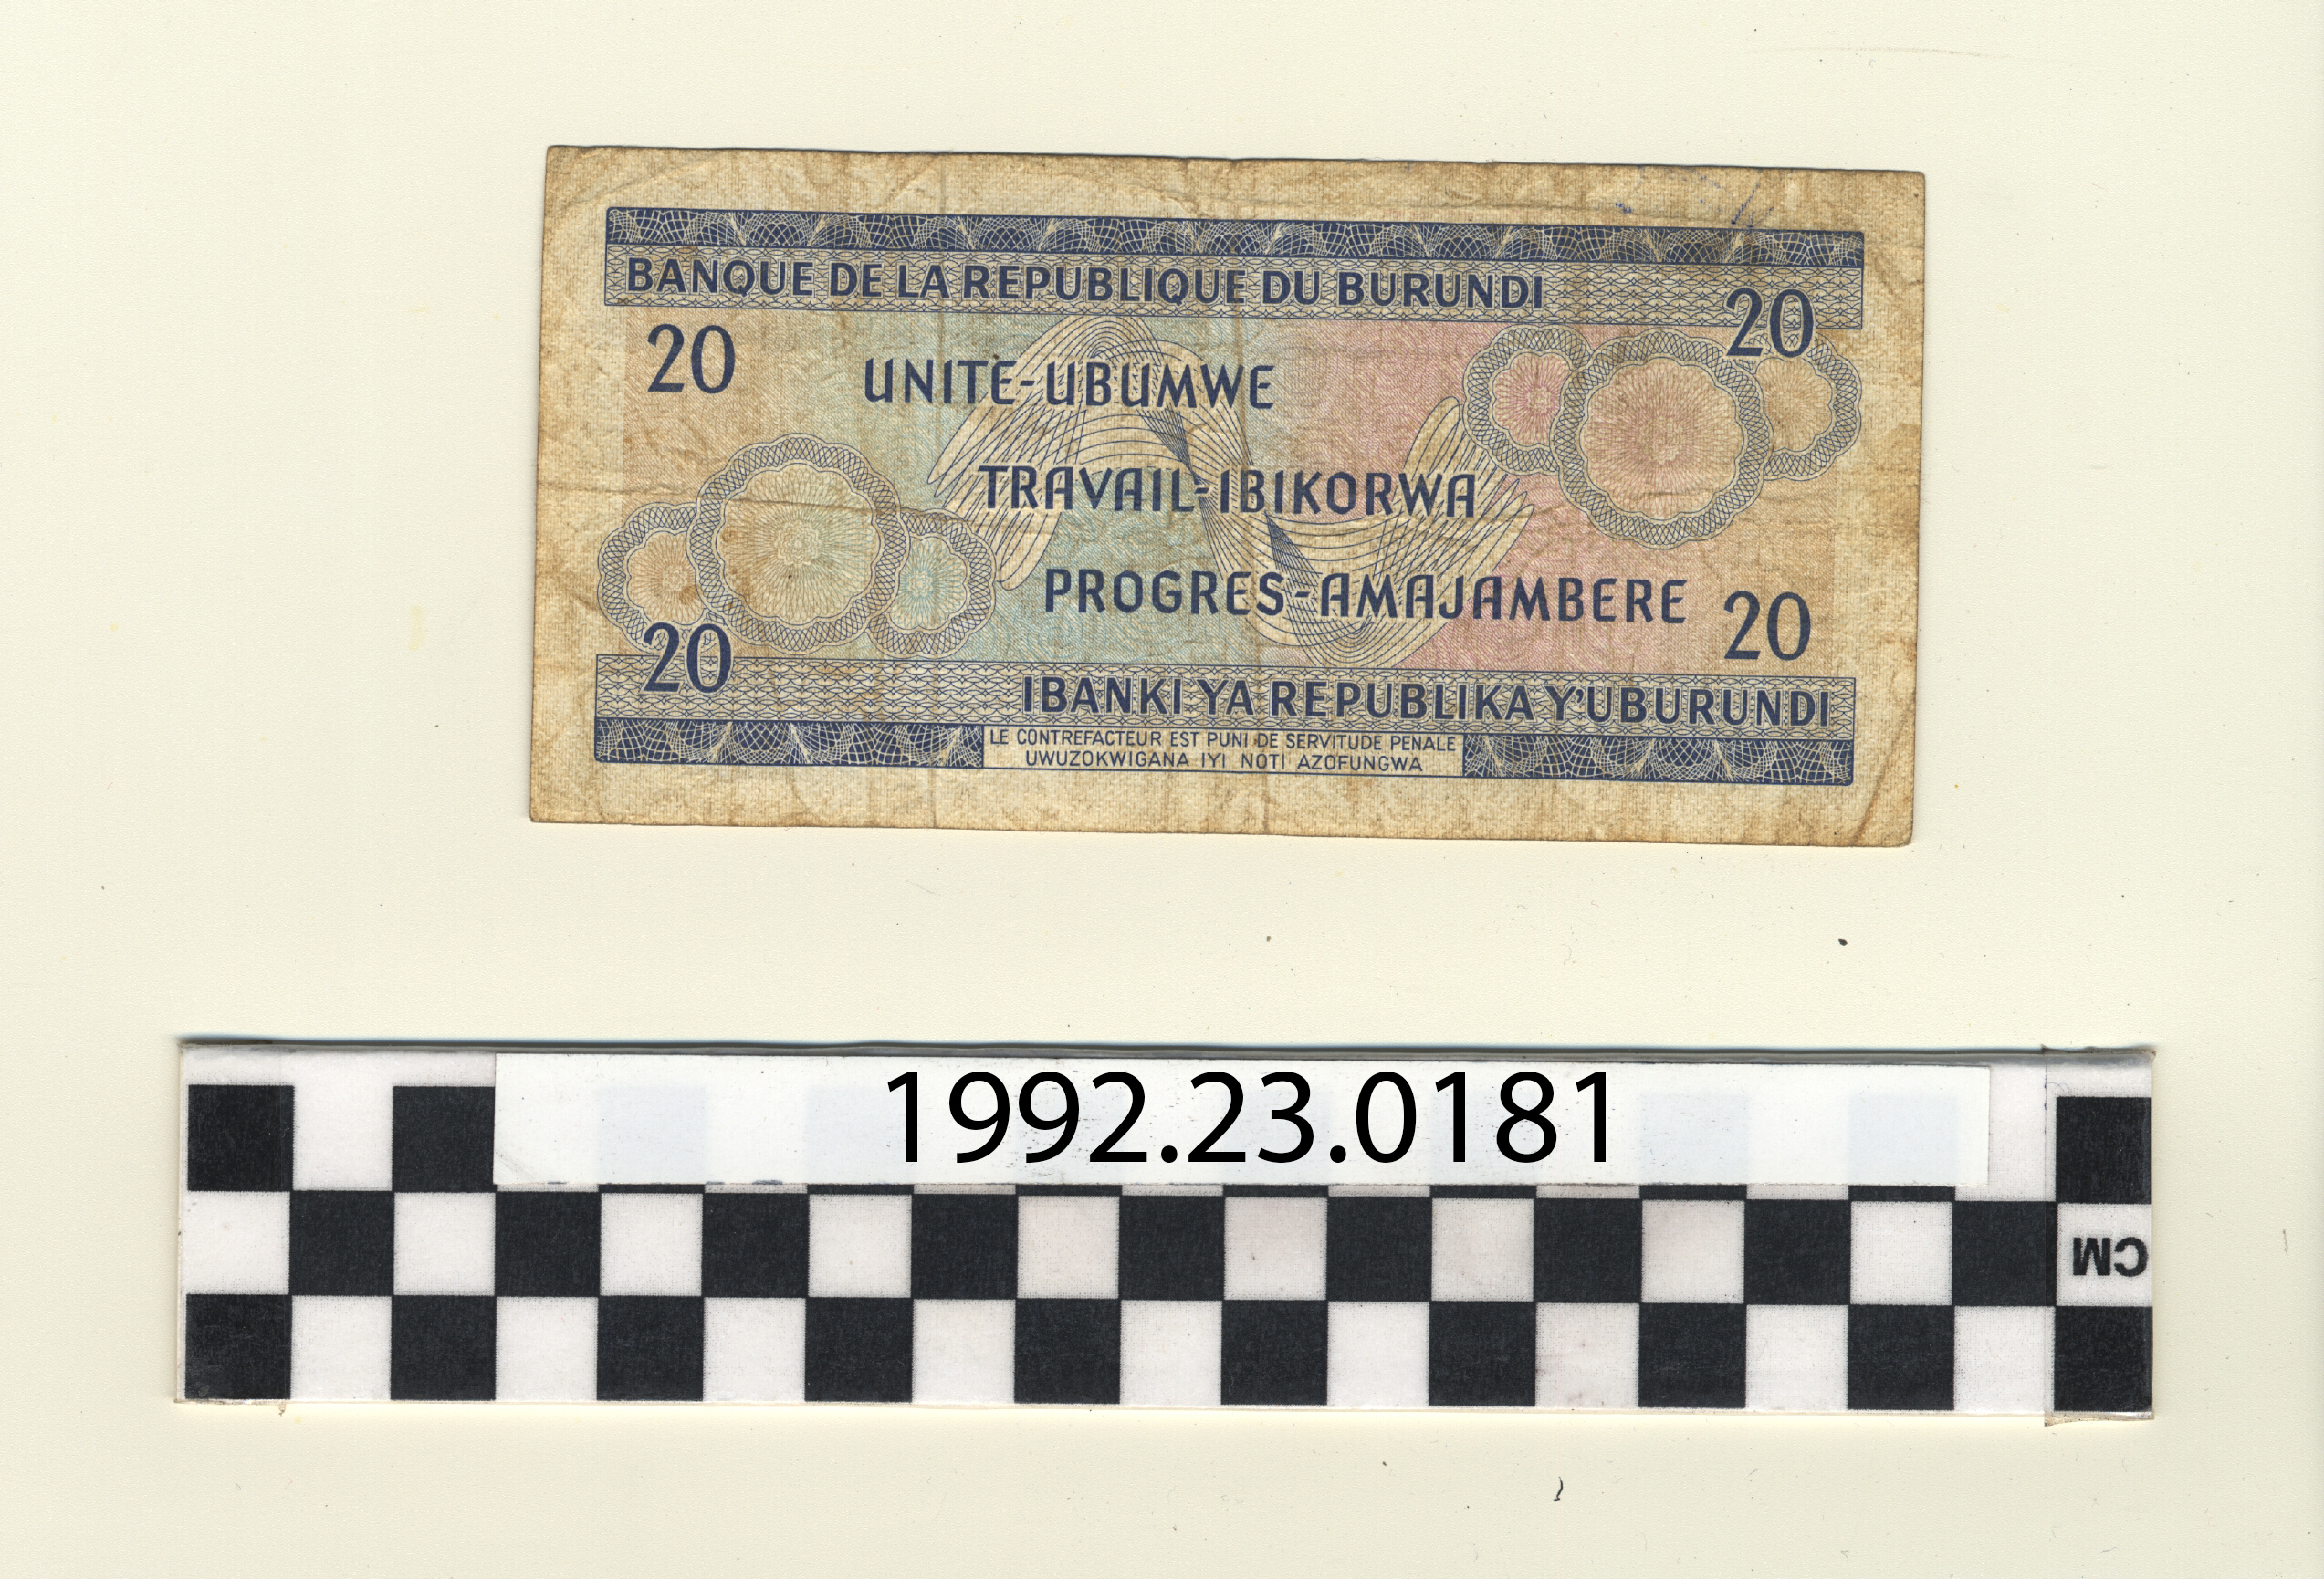 BANQUE DE LA REPUBLIQUE DU BURUNDI
20
20
UNITE-UBUMWE
TRAVAIL-IBIKORWA
PROGRES-AMAJAMBERE
20
20
IBANKI YA REPUBLIKA Y'UBURUNDI
LE CONTREFACTEUR EST PUNI DE SERVITUDE PENALE
UWUZOKWIGANA IYI NOTI AZOFUNGWA
1992.23.0181
CM